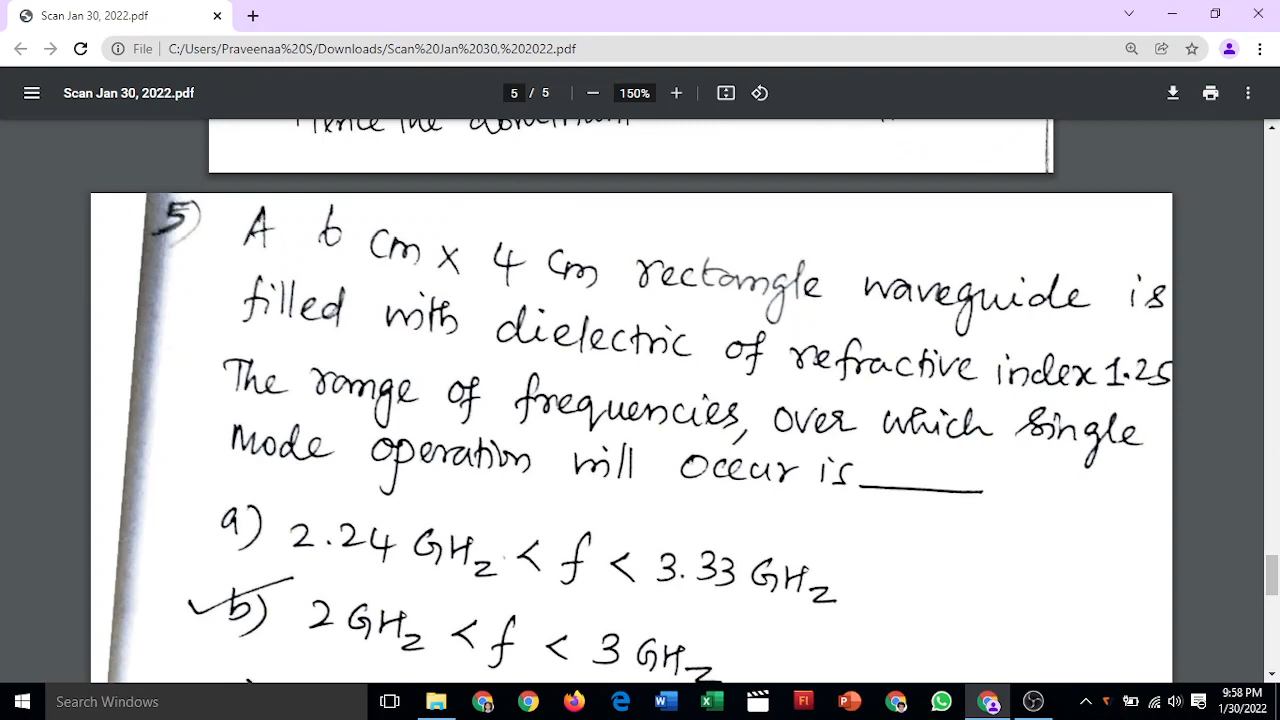 Scan Jan 30, 2022.pdf
File C:/Users/Praveenaa%20S/Downloads/Scan%20Jan%2030,%202022.pdf
Scan Jan 30, 2022.pdf
5 / 5
150%
Hence the
5) A 6 cm x 4 cm rectangle waveguide is
filled with dielectric of refractive index 1.25
The range of frequencies, over which single
mode operation will occur is ______
a) 2.24 GHz < f < 3.33 GHz
b) 2 GHz < f < 3 GHz
Search Windows
9:58 PM
1/30/2022